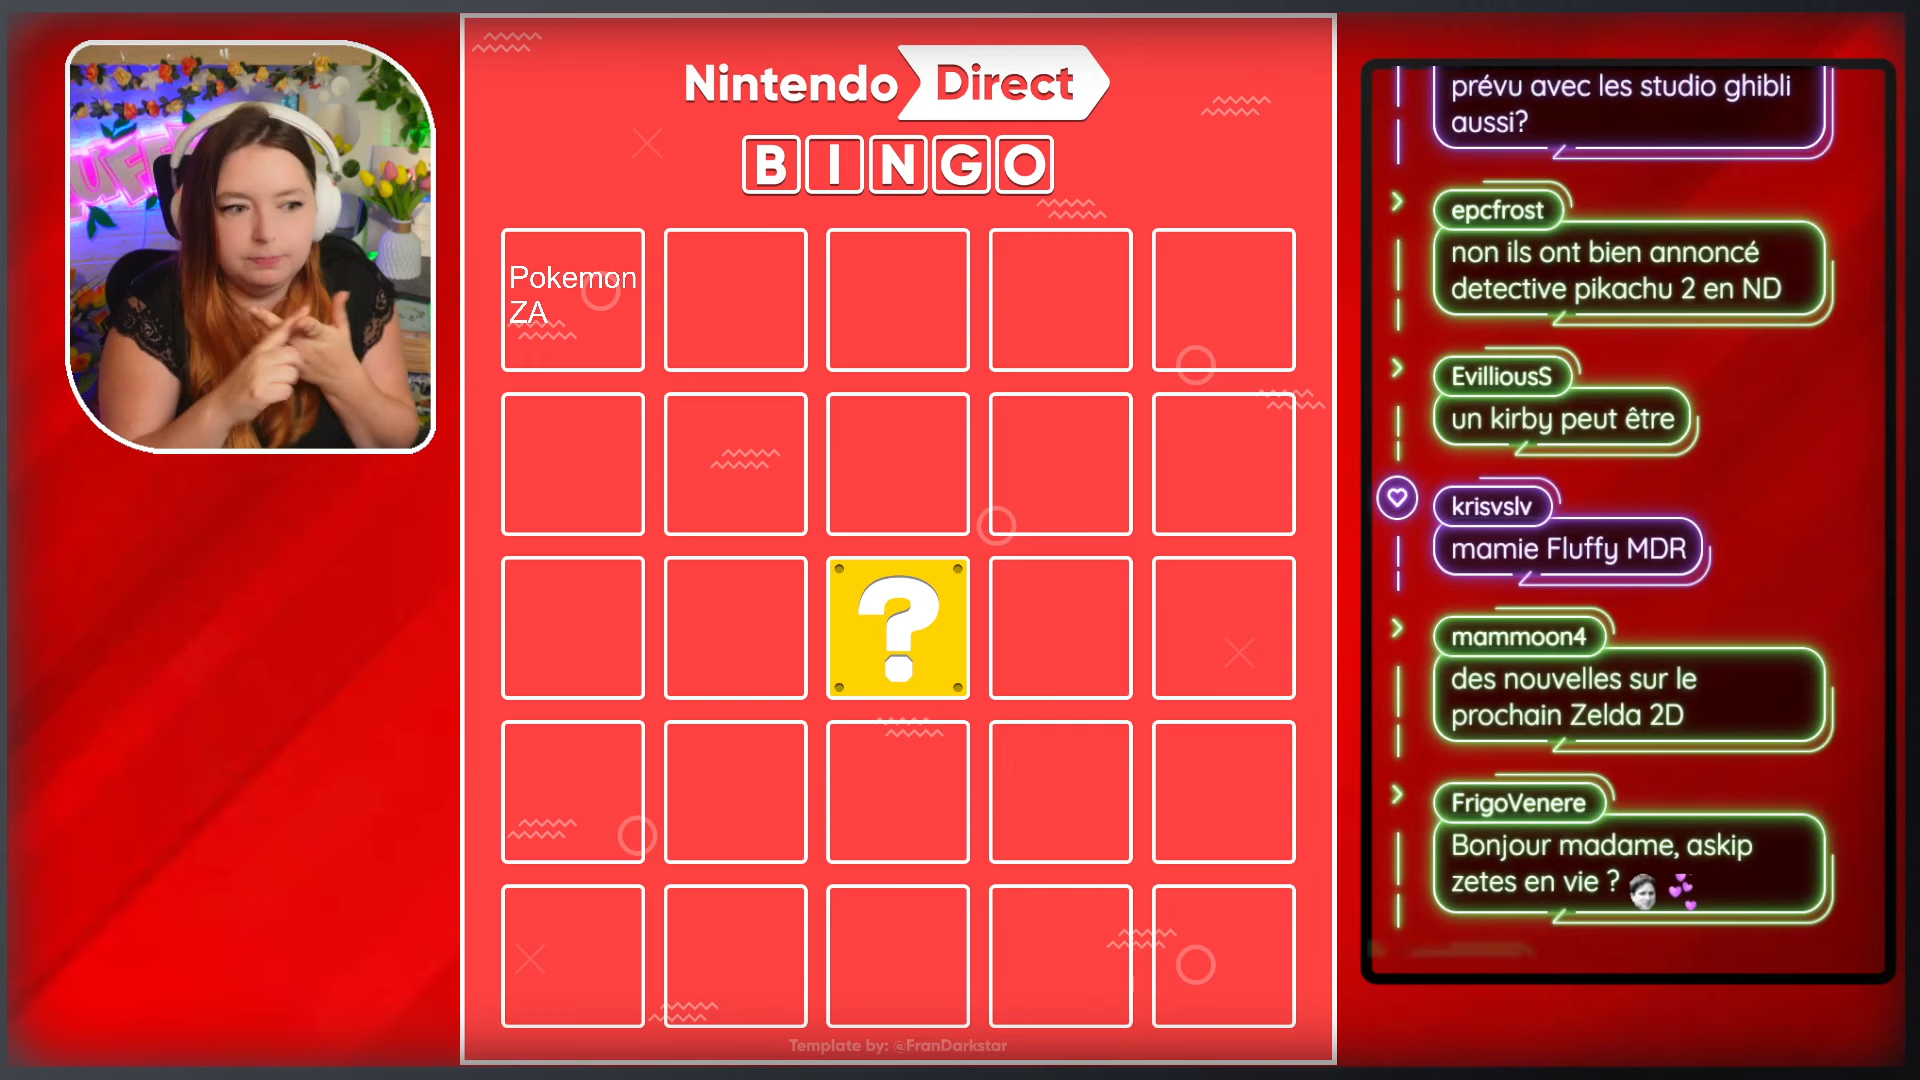 Nintendo Direct
BINGO
Pokemon
ZA
?
Template by: @FranDarkstar
prévu avec les studio ghibli
aussi?
epcfrost
non ils ont bien annoncé
detective pikachu 2 en ND
EvilliousS
un kirby peut être
krisvslv
mamie Fluffy MDR
mammoon4
des nouvelles sur le
prochain Zelda 2D
FrigoVenere
Bonjour madame, askip
zetes en vie ?